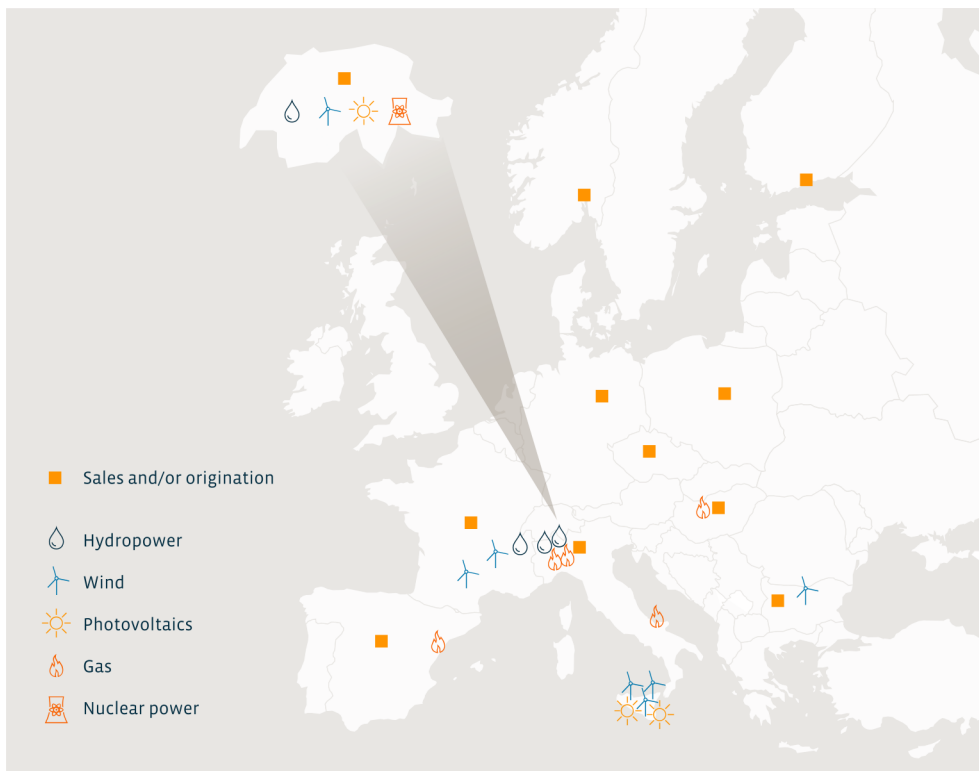 Sales and/or origination
Hydropower
Wind
Photovoltaics
Gas
Nuclear power